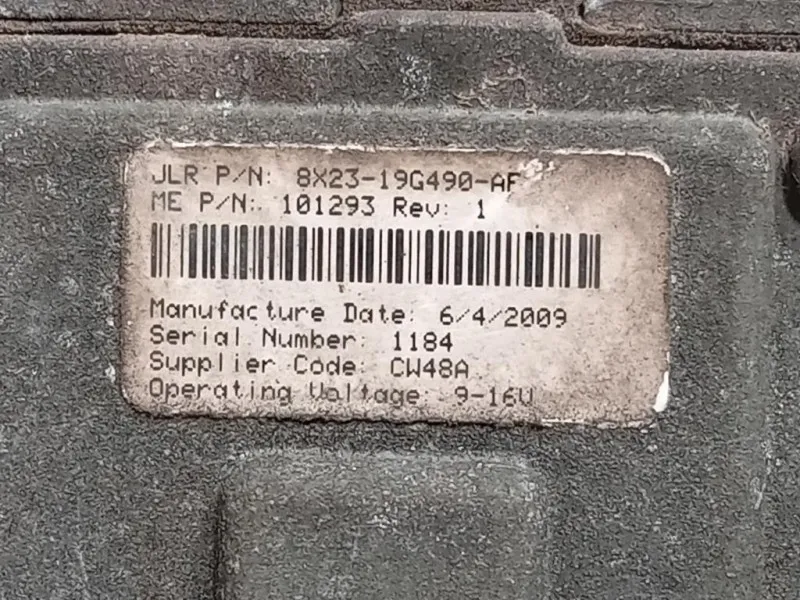 JLR P/N: 8X23-19G490-AF
ME P/N: 101293 Rev: 1
Manufacture Date: 6/4/2009
Serial Number: 1184
Supplier Code: CW48A
Operating Voltage: 9-16V